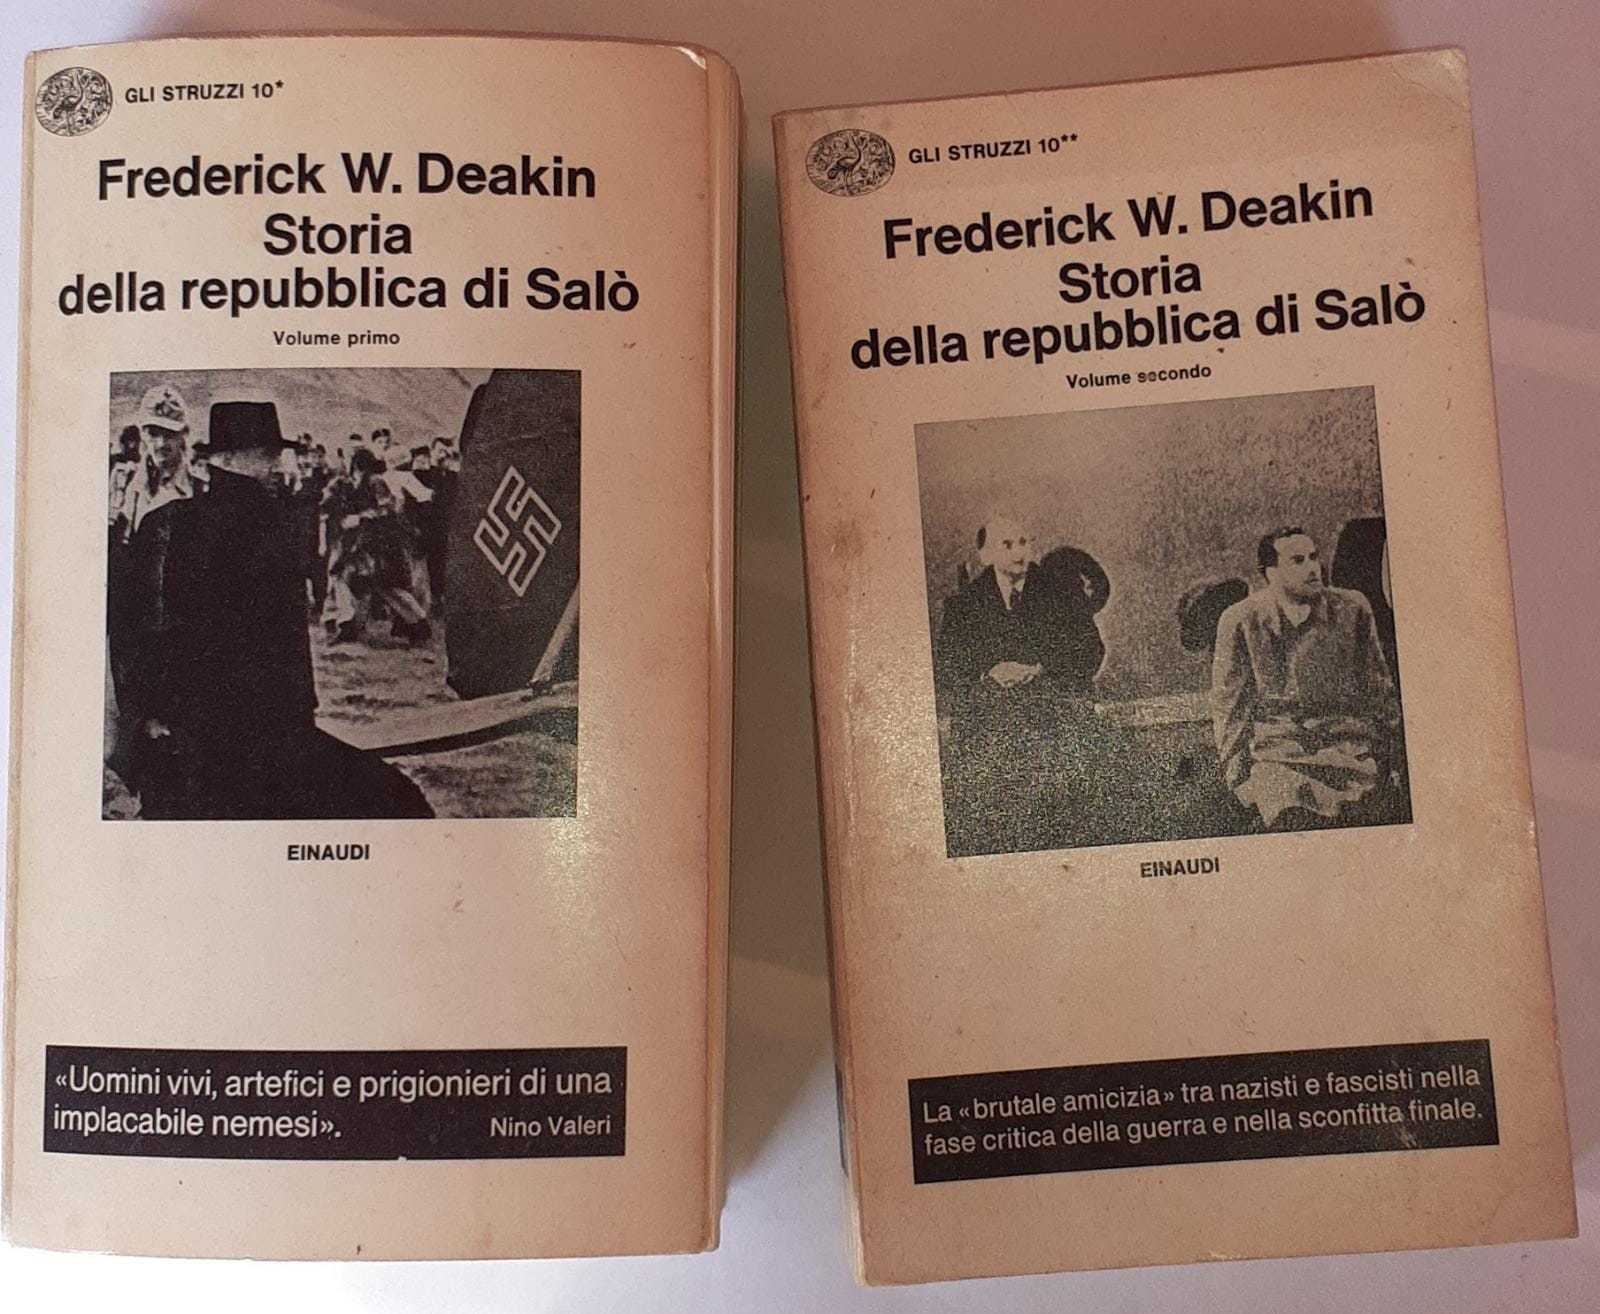 GLI STRUZZI 10*
Frederick W. Deakin
Storia
della repubblica di Salò
Volume primo
EINAUDI
«Uomini vivi, artefici e prigionieri di una
implacabile nemesi».
Nino Valeri
GLI STRUZZI 10**
Frederick W. Deakin
Storia
della repubblica di Salò
Volume secondo
EINAUDI
La «brutale amicizia» tra nazisti e fascisti nella
fase critica della guerra e nella sconfitta finale.